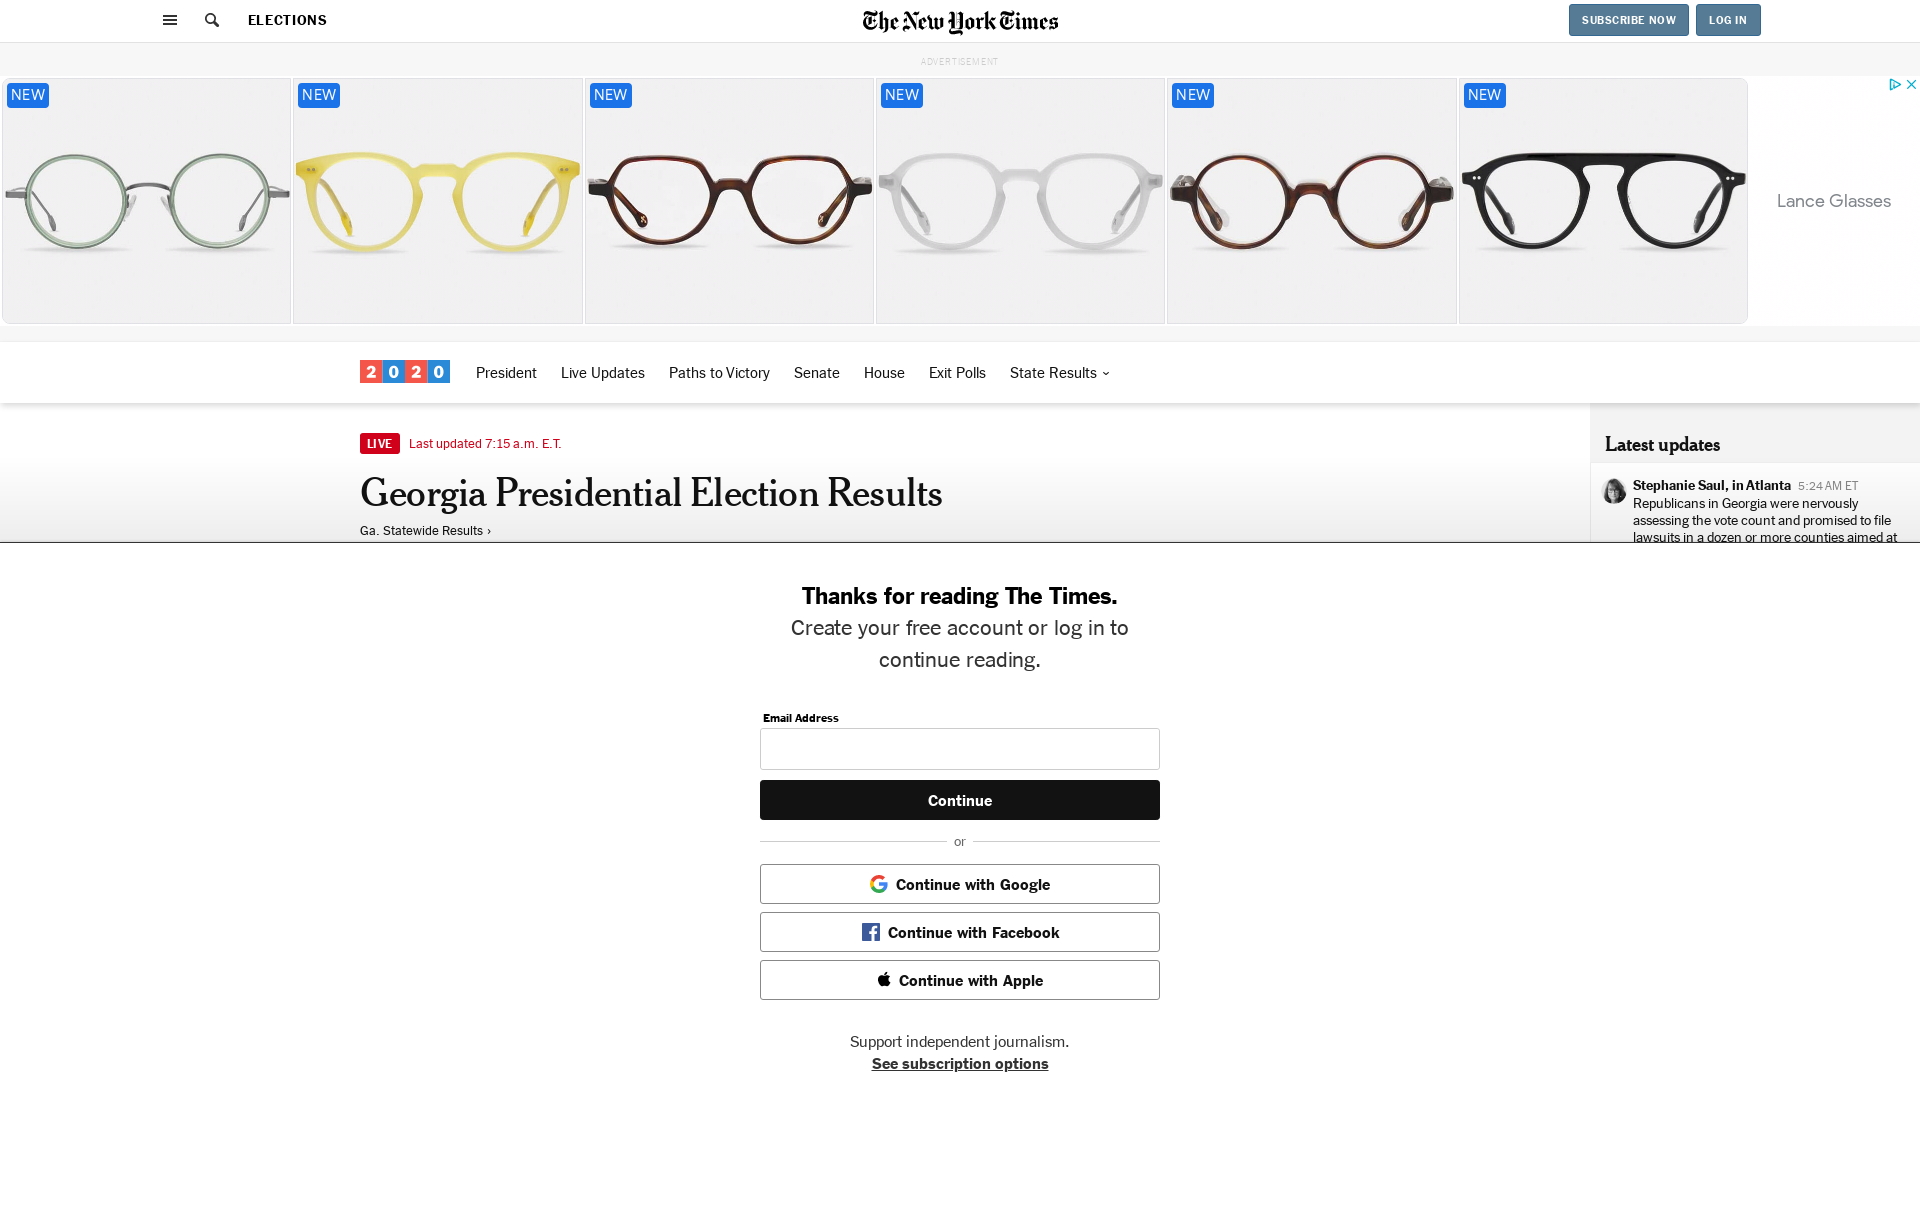 ELECTIONS
The New York Times
SUBSCRIBE NOW
LOG IN
ADVERTISEMENT
NEW
NEW
NEW
NEW
NEW
NEW
Lance Glasses
2020
President
Live Updates
Paths to Victory
Senate
House
Exit Polls
State Results
LIVE
Last updated 7:15 a.m. E.T.
Georgia Presidential Election Results
Ga. Statewide Results ›
Latest updates
Stephanie Saul, in Atlanta 5:24 AM ET
Republicans in Georgia were nervously
assessing the vote count and promised to file
lawsuits in a dozen or more counties aimed at
Thanks for reading The Times.
Create your free account or log in to
continue reading.
Email Address
Continue
or
Continue with Google
Continue with Facebook
Continue with Apple
Support independent journalism.
See subscription options